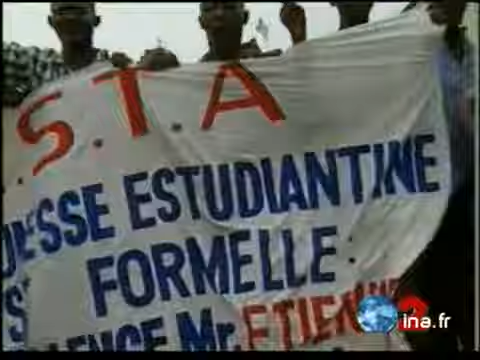 .S.T.A
ESSE ESTUDIANTINE
FORMELLE:
Mr. ETIENNE
ina.fr